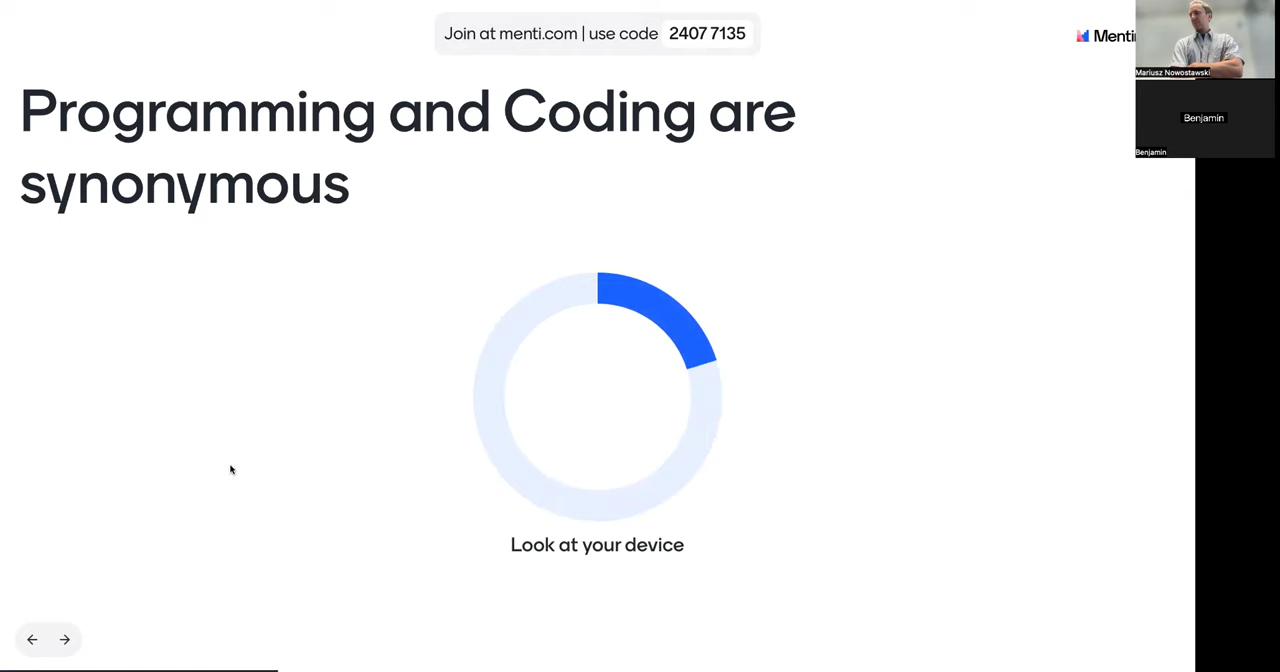 Join at menti.com | use code 2407 7135
Menti
Mariusz Nowostawski
Programming and Coding are
synonymous
Benjamin
Benjamin
Look at your device